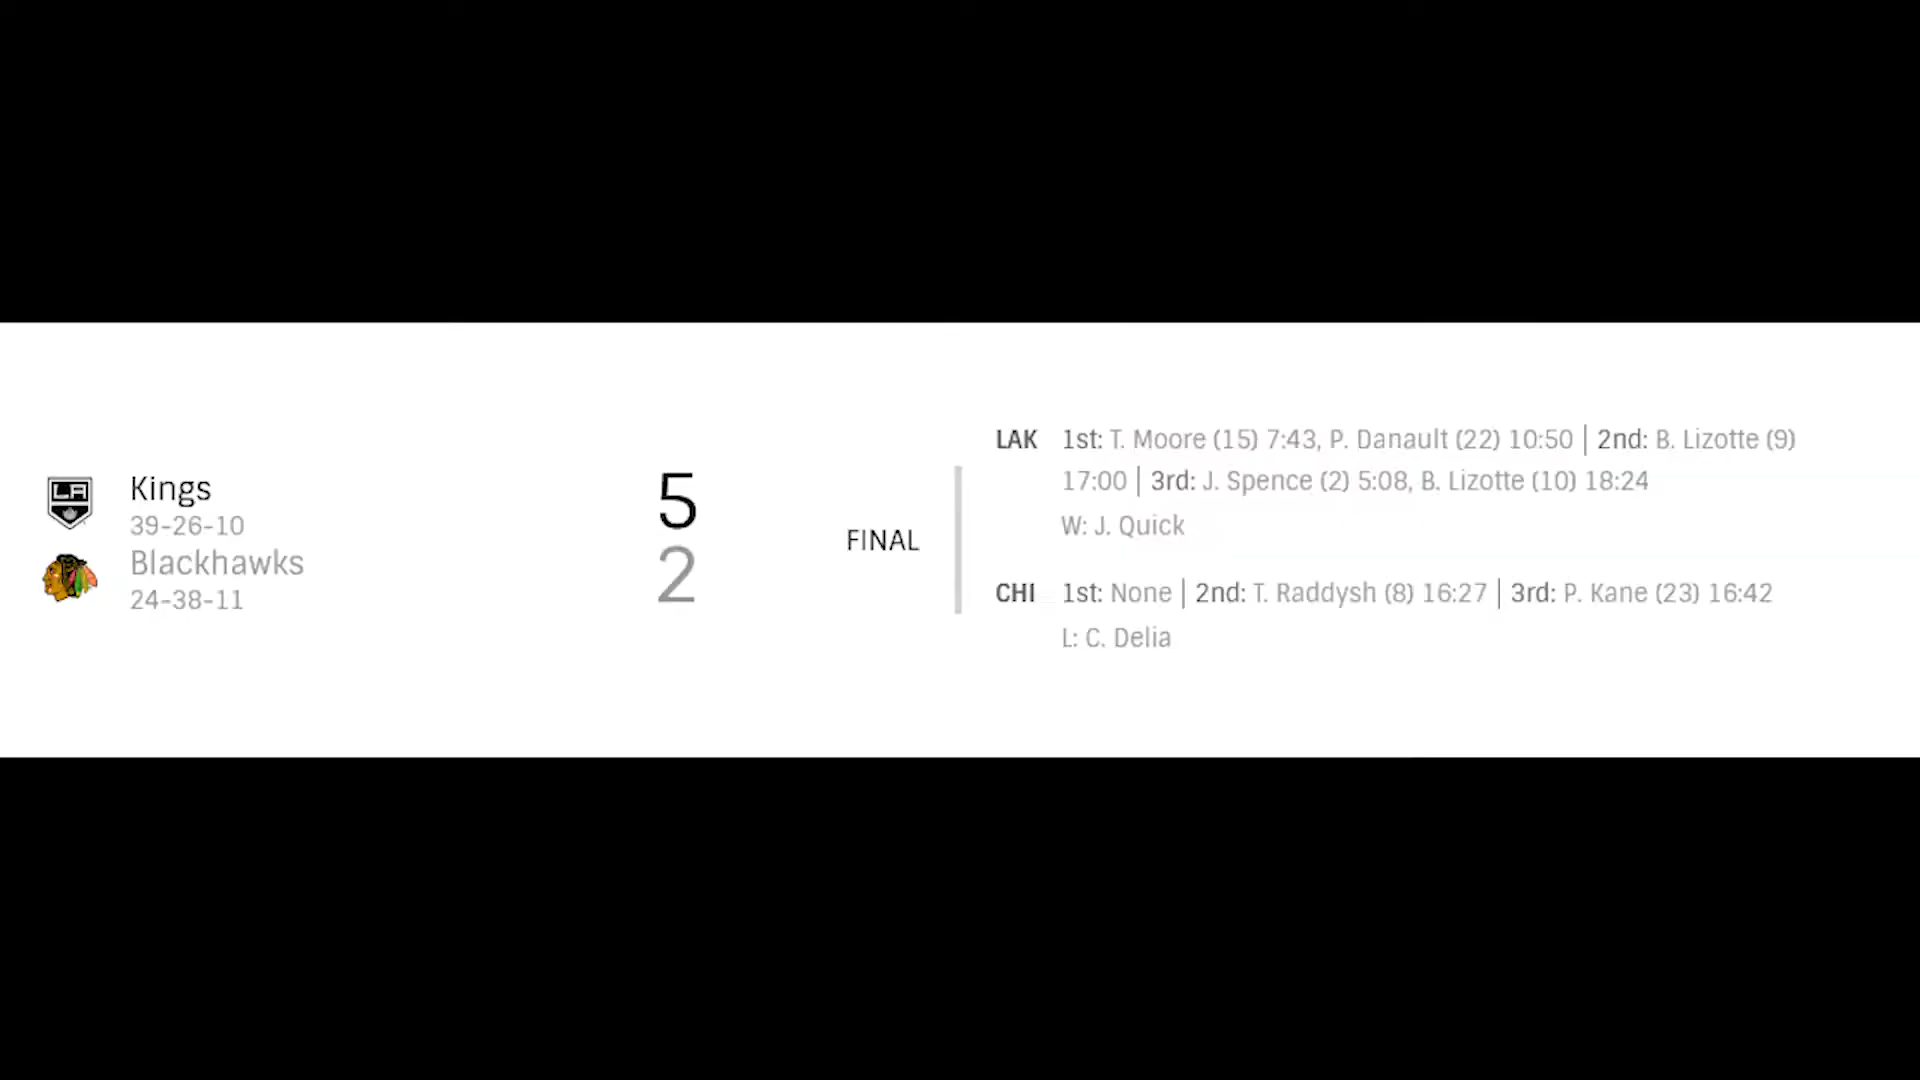 LA
Kings
39-26-10
Blackhawks
24-38-11
5
2
FINAL
LAK 1st: T. Moore (15) 7:43, P. Danault (22) 10:50 | 2nd: B. Lizotte (9)
17:00 | 3rd: J. Spence (2) 5:08, B. Lizotte (10) 18:24
W: J. Quick
CHI 1st: None | 2nd: T. Raddysh (8) 16:27 | 3rd: P. Kane (23) 16:42
L: C. Delia